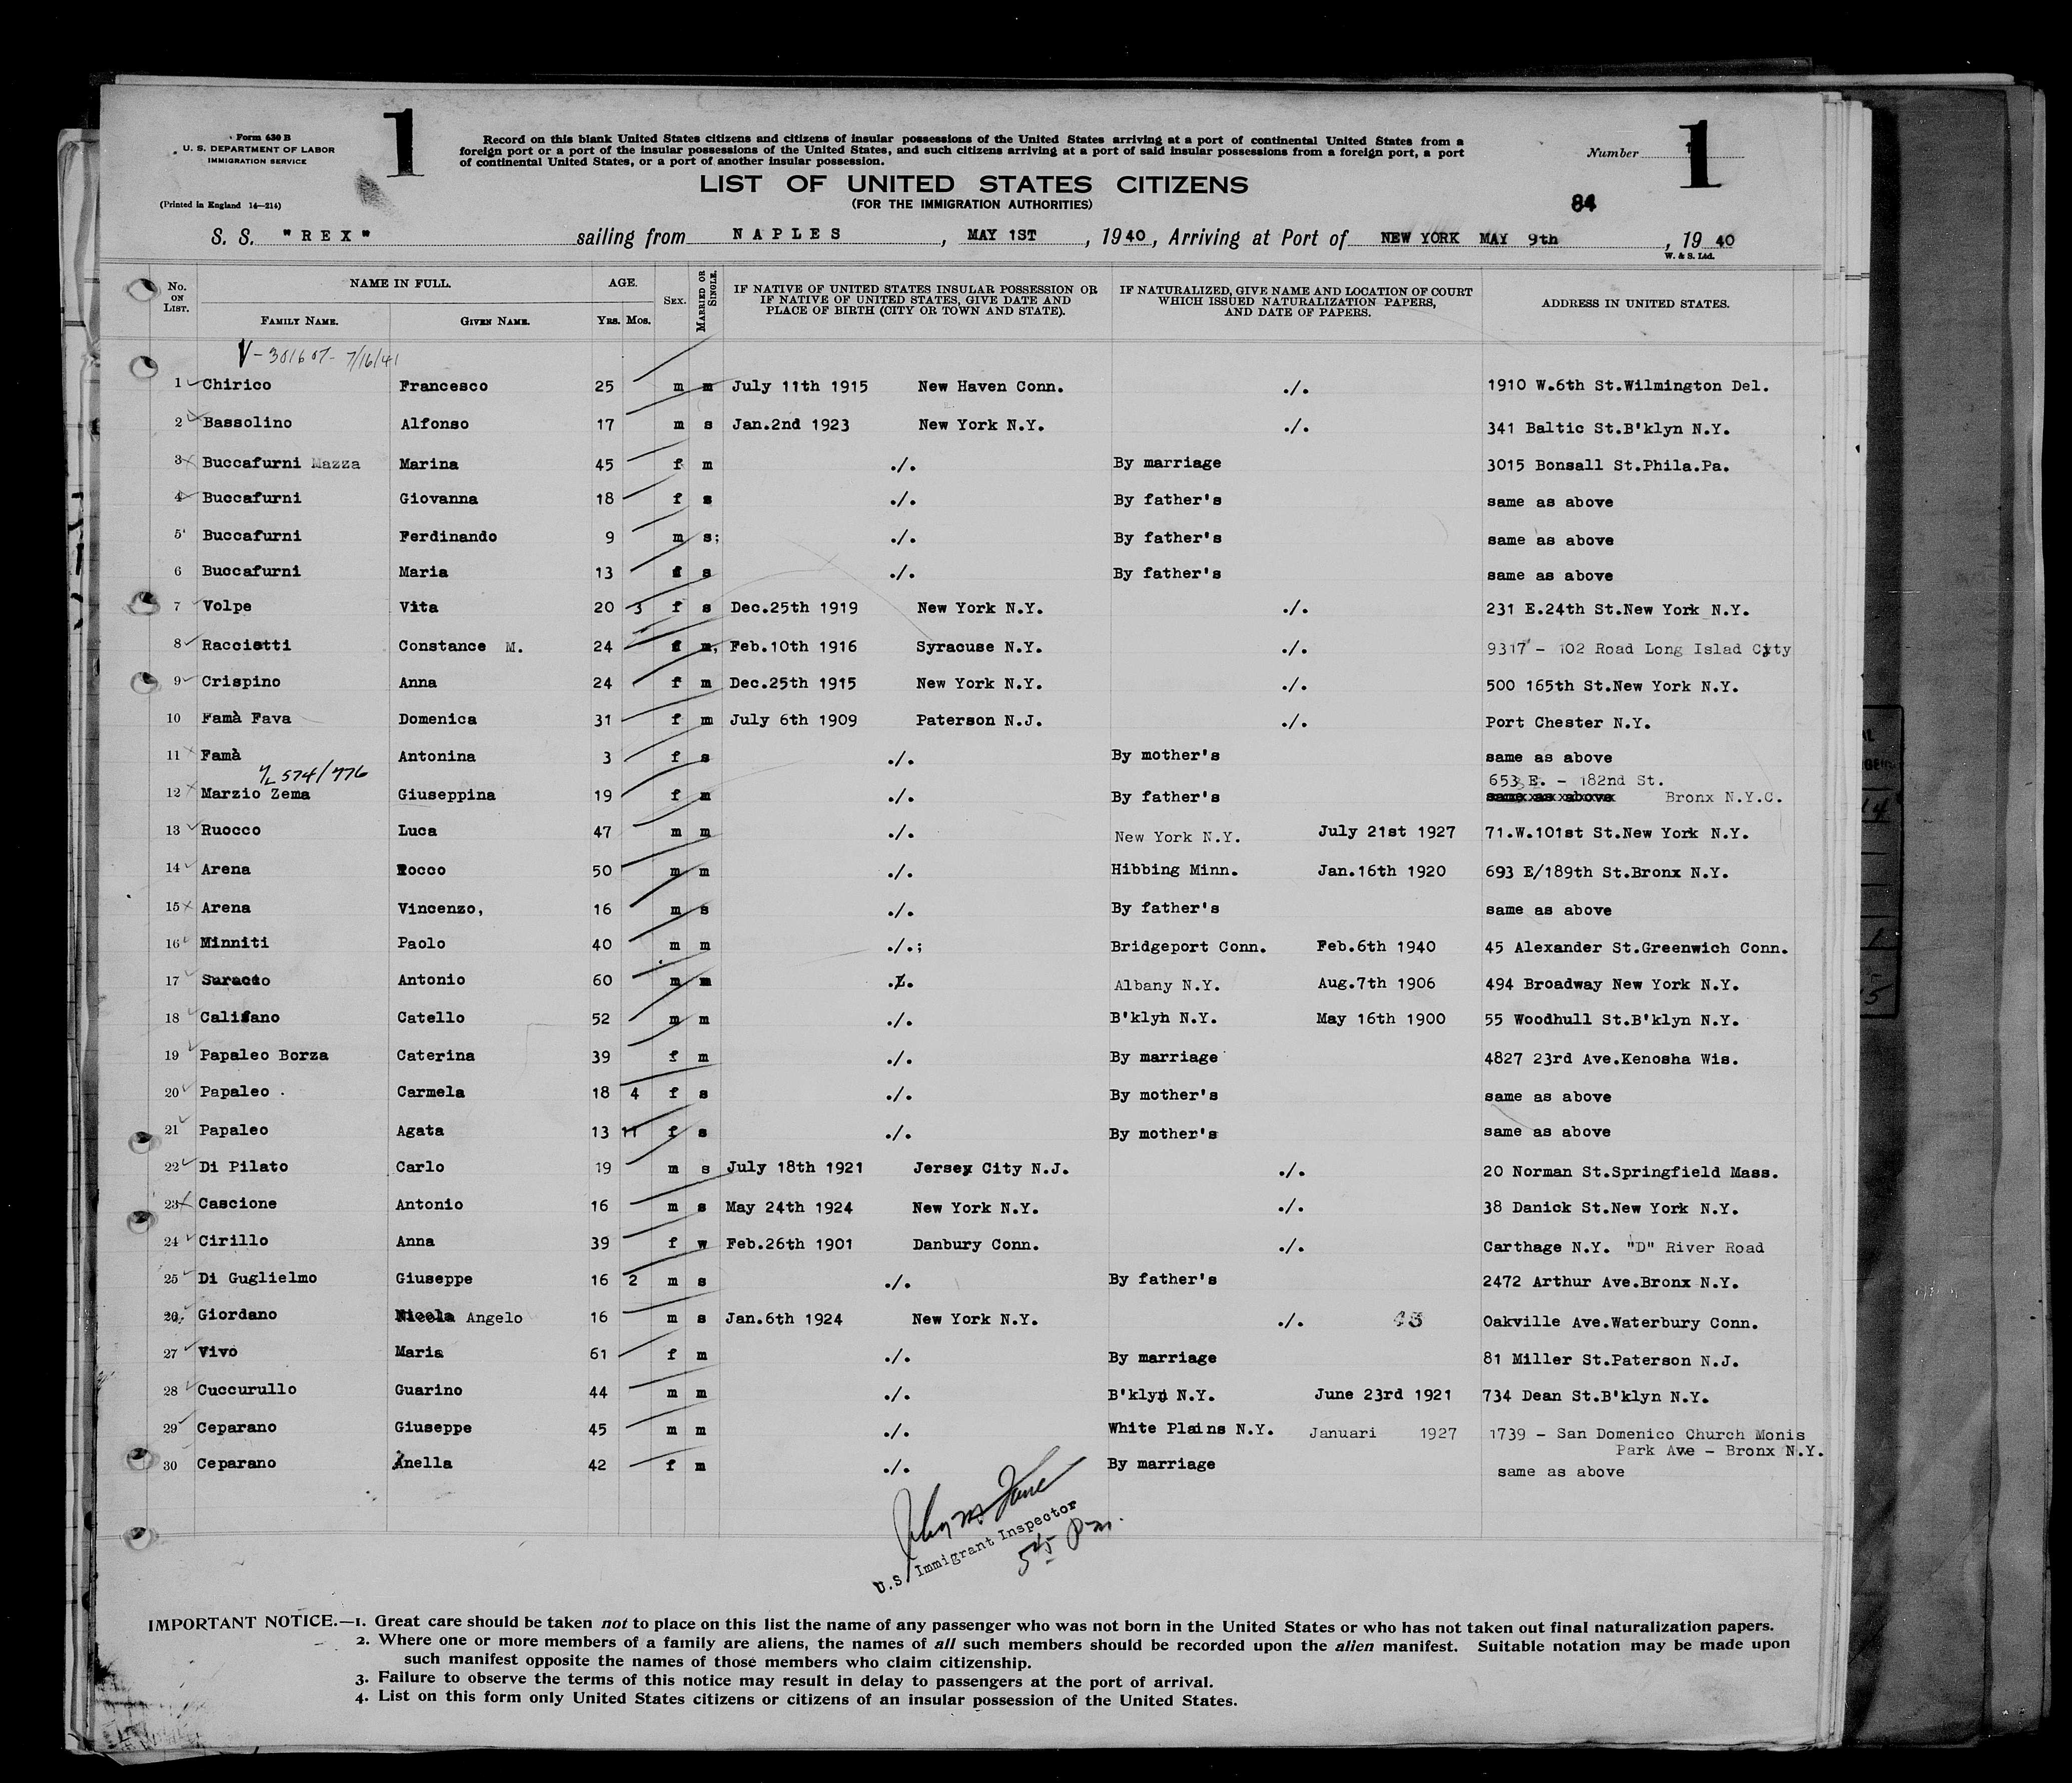 Form 630 B
U. S. DEPARTMENT OF LABOR
IMMIGRATION SERVICE
(Printed in England 14—214)
1
Record on this blank United States citizens and citizens of insular possessions of the United States arriving at a port of continental United States from a
foreign port or a port of the insular possessions of the United States, and such citizens arriving at a port of said insular possessions from a foreign port, a port
of continental United States, or a port of another insular possession.
Number 1
LIST OF UNITED STATES CITIZENS
(FOR THE IMMIGRATION AUTHORITIES)
84
S. S. "REX" sailing from NAPLES, MAY 1ST, 1940, Arriving at Port of NEW YORK MAY 9th, 19 40
W. & S. Ltd.
No. ON LIST. NAME IN FULL. FAMILY NAME. GIVEN NAME. AGE. YRS. MOS. SEX. MARRIED OR SINGLE. IF NATIVE OF UNITED STATES INSULAR POSSESSION OR IF NATIVE OF UNITED STATES, GIVE DATE AND PLACE OF BIRTH (CITY OR TOWN AND STATE). IF NATURALIZED, GIVE NAME AND LOCATION OF COURT WHICH ISSUED NATURALIZATION PAPERS, AND DATE OF PAPERS. ADDRESS IN UNITED STATES.
V-301607- 7/16/41
1 Chirico Francesco 25 m m July 11th 1915 New Haven Conn. ./. 1910 W.6th St.Wilmington Del.
2 Bassolino Alfonso 17 m s Jan.2nd 1923 New York N.Y. ./. 341 Baltic St.B'klyn N.Y.
3 Buccafurni Mazza Marina 45 f m ./. By marriage 3015 Bonsall St.Phila.Pa.
4 Buccafurni Giovanna 18 f s ./. By father's same as above
5 Buccafurni Ferdinando 9 m s; ./. By father's same as above
6 Buccafurni Maria 13 f s ./. By father's same as above
7 Volpe Vita 20 3 f s Dec.25th 1919 New York N.Y. ./. 231 E.24th St.New York N.Y.
8 Racciatti Constance M. 24 f m, Feb.10th 1916 Syracuse N.Y. ./. 9317 - 102 Road Long Islad City
9 Crispino Anna 24 f m Dec.25th 1915 New York N.Y. ./. 500 165th St.New York N.Y.
10 Famà Fava Domenica 31 f m July 6th 1909 Paterson N.J. ./. Port Chester N.Y.
11 Famà Antonina 3 f s ./. By mother's same as above
574/776 653 E. - 182nd St.
12 Marzio Zema Giuseppina 19 f m ./. By father's same as above Bronx N.Y.C.
13 Ruocco Luca 47 m m ./. New York N.Y. July 21st 1927 71.W.101st St.New York N.Y.
14 Arena Rocco 50 m m ./. Hibbing Minn. Jan.16th 1920 693 E/189th St.Bronx N.Y.
15 Arena Vincenzo, 16 m s ./. By father's same as above
16 Minniti Paolo 40 m m ./.; Bridgeport Conn. Feb.6th 1940 45 Alexander St.Greenwich Conn.
17 Antonio 60 m m ./. Albany N.Y. Aug.7th 1906 494 Broadway New York N.Y.
18 Califano Catello 52 m m ./. B'klyn N.Y. May 16th 1900 55 Woodhull St.B'klyn N.Y.
19 Papaleo Borza Caterina 39 f m ./. By marriage 4827 23rd Ave.Kenosha Wis.
20 Papaleo . Carmela 18 4 f s ./. By mother's same as above
21 Papaleo Agata 13 11 f s ./. By mother's same as above
22 Di Pilato Carlo 19 m s July 18th 1921 Jersey City N.J. ./. 20 Norman St.Springfield Mass.
23 Cascione Antonio 16 m s May 24th 1924 New York N.Y. ./. 38 Danick St.New York N.Y.
24 Cirillo Anna 39 f w Feb.26th 1901 Danbury Conn. ./. Carthage N.Y. "D" River Road
25 Di Guglielmo Giuseppe 16 2 m s ./. By father's 2472 Arthur Ave.Bronx N.Y.
26 Giordano Nicola Angelo 16 m s Jan.6th 1924 New York N.Y. ./. 43 Oakville Ave.Waterbury Conn.
27 Vivo Maria 61 f m ./. By marriage 81 Miller St.Paterson N.J.
28 Cuccurullo Guarino 44 m m ./. B'klyn N.Y. June 23rd 1921 734 Dean St.B'klyn N.Y.
29 Ceparano Giuseppe 45 m m ./. White Plains N.Y. Januari 1927 1739 - San Domenico Church Monis
Park Ave - Bronx N.Y.
30 Ceparano Anella 42 f m ./. By marriage same as above
U.S. Immigrant Inspector
545 pm.
IMPORTANT NOTICE.—1. Great care should be taken not to place on this list the name of any passenger who was not born in the United States or who has not taken out final naturalization papers.
2. Where one or more members of a family are aliens, the names of all such members should be recorded upon the alien manifest. Suitable notation may be made upon
such manifest opposite the names of those members who claim citizenship.
3. Failure to observe the terms of this notice may result in delay to passengers at the port of arrival.
4. List on this form only United States citizens or citizens of an insular possession of the United States.